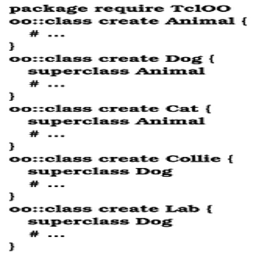 package require TclOO
oo::class create Animal {
# ...
}
oo::class create Dog {
superclass Animal
# ...
}
oo::class create Cat {
superclass Animal
# ...
}
oo::class create Collie {
superclass Dog
# ...
}
oo::class create Lab {
superclass Dog
# ...
}